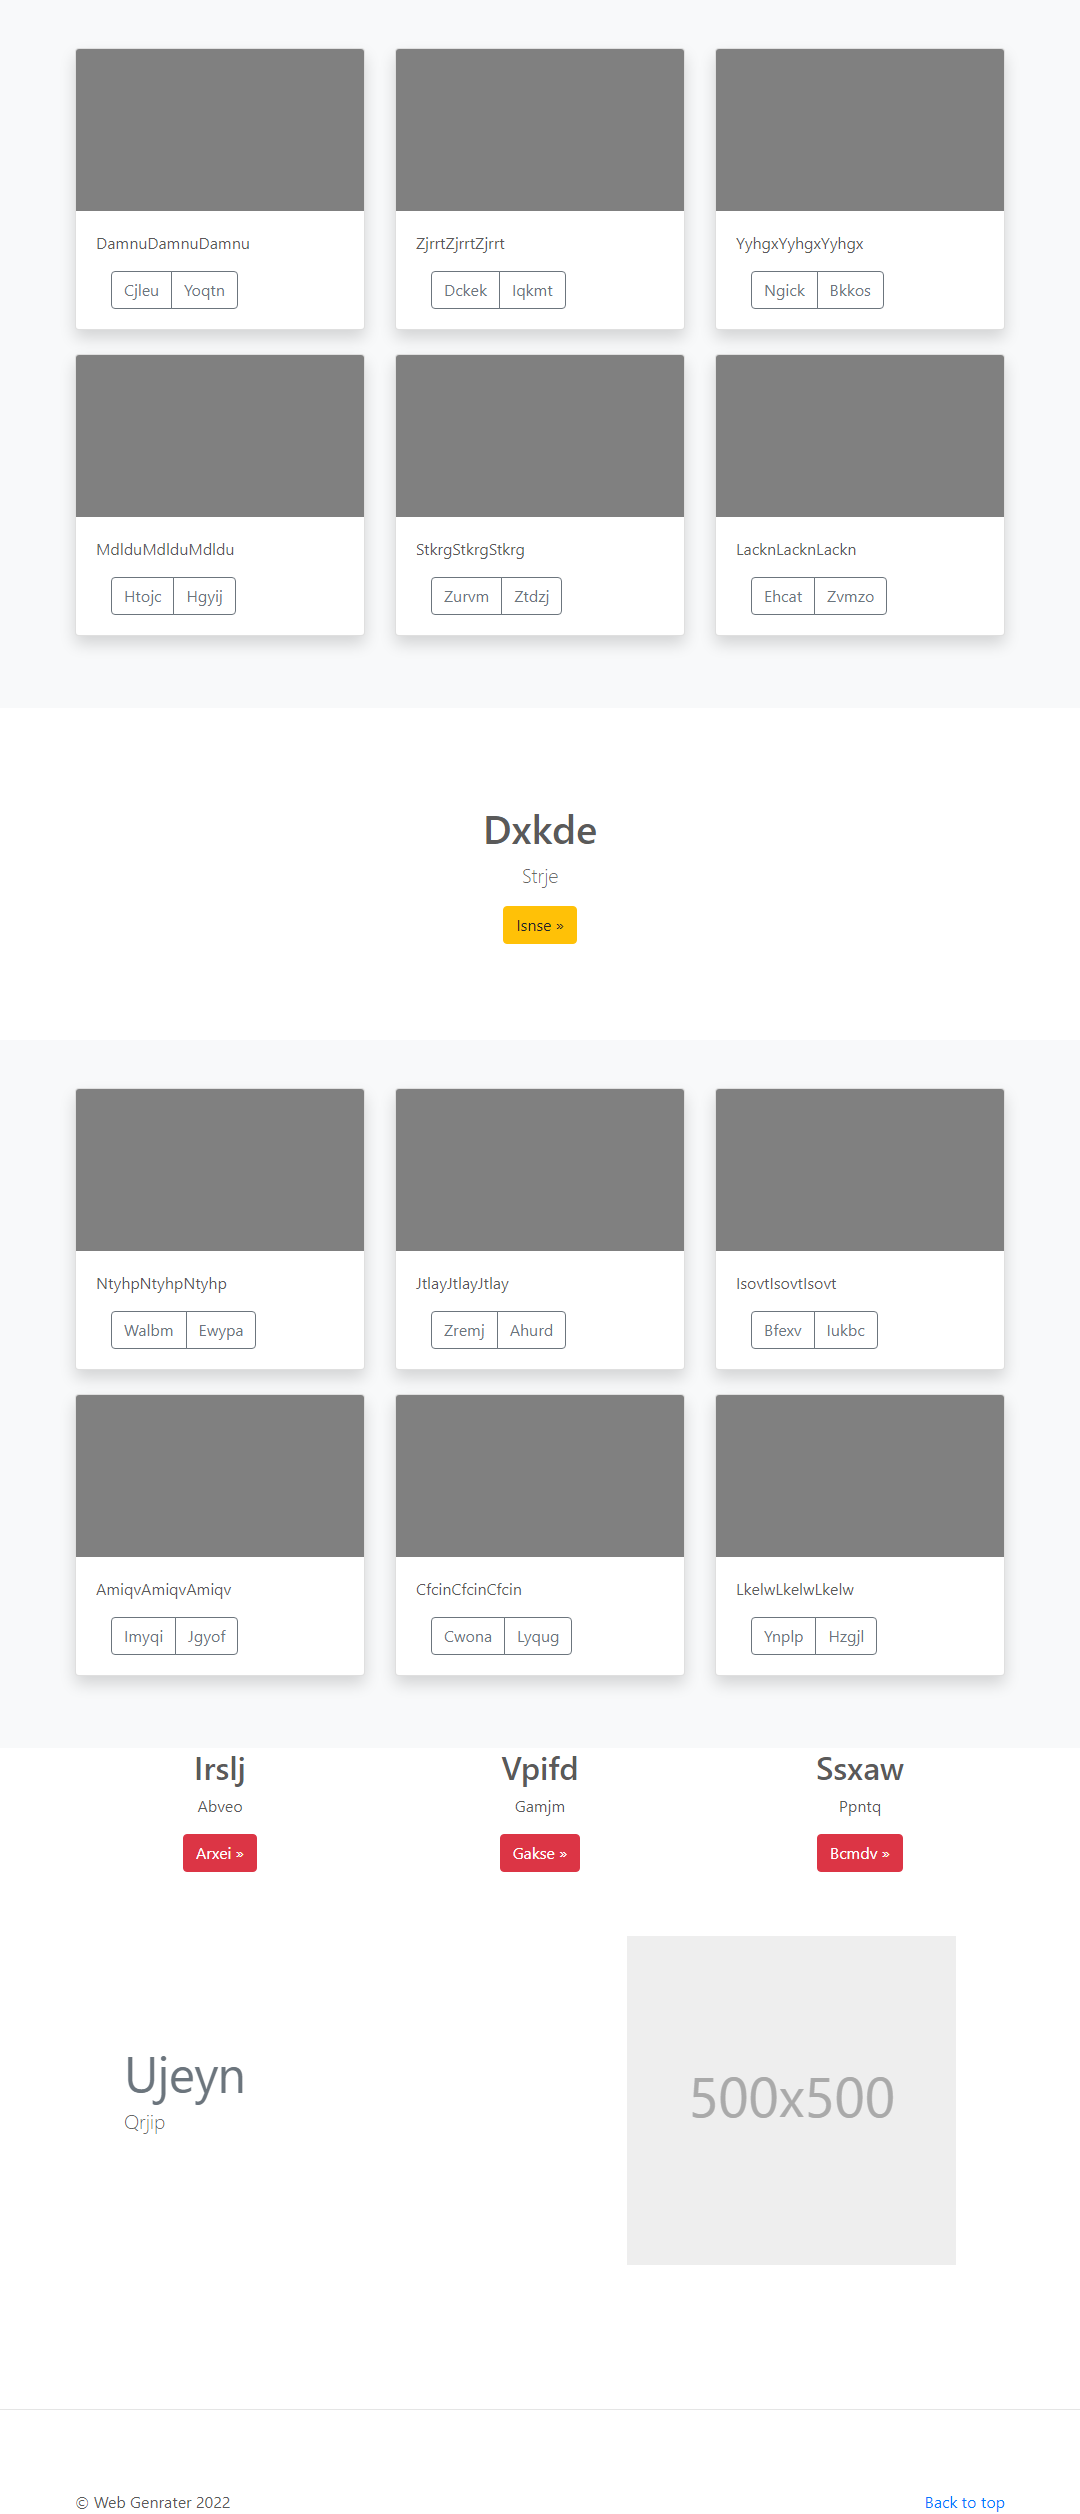 DamnuDamnuDamnu ZjrrtZjrrtZjrrt YyhgxYyhgxYyhgx
Cjleu Yoqtn Dckek Iqkmt Ngick Bkkos
MdlduMdlduMdldu StkrgStkrgStkrg LacknLacknLackn
Htojc Hgyij Zurvm Ztdzj Ehcat Zvmzo
Dxkde
Strje
Isnse »
NtyhpNtyhpNtyhp JtlayJtlayJtlay IsovtIsovtIsovt
Walbm Ewypa Zremj Ahurd Bfexv Iukbc
AmiqvAmiqvAmiqv CfcinCfcinCfcin LkelwLkelwLkelw
Imyqi Jgyof Cwona Lyqug Ynplp Hzgjl
Irslj Vpifd Ssxaw
Abveo Gamjm Ppntq
Arxei » Gakse » Bcmdv »
Ujeyn
Qrjip
500x500
© Web Genrater 2022 Back to top